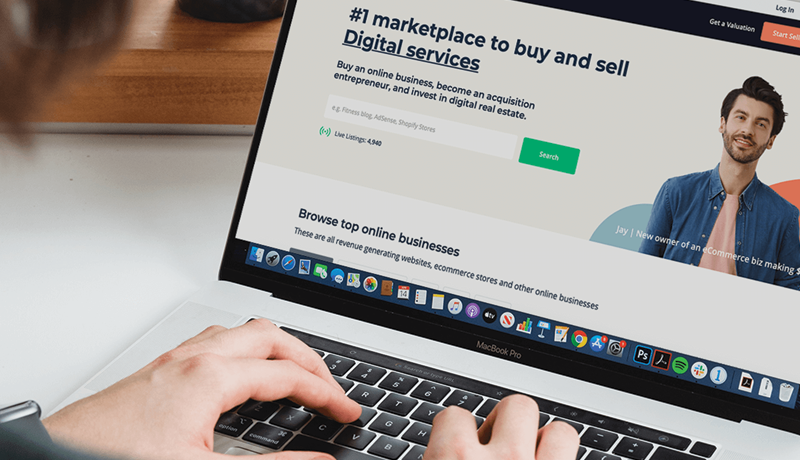 Log In
Get a Valuation
Start Sell
#1 marketplace to buy and sell
Digital services
Buy an online business, become an acquisition
entrepreneur, and invest in digital real estate.
e.g. Fitness blog, AdSense, Shopify Stores
Search
Live Listings: 4,940
Jay | New owner of an eCommerce biz making $
Browse top online businesses
These are all revenue generating websites, ecommerce stores and other online businesses
14
Ps
MacBook Pro
option
command
Z
X
C
V
B